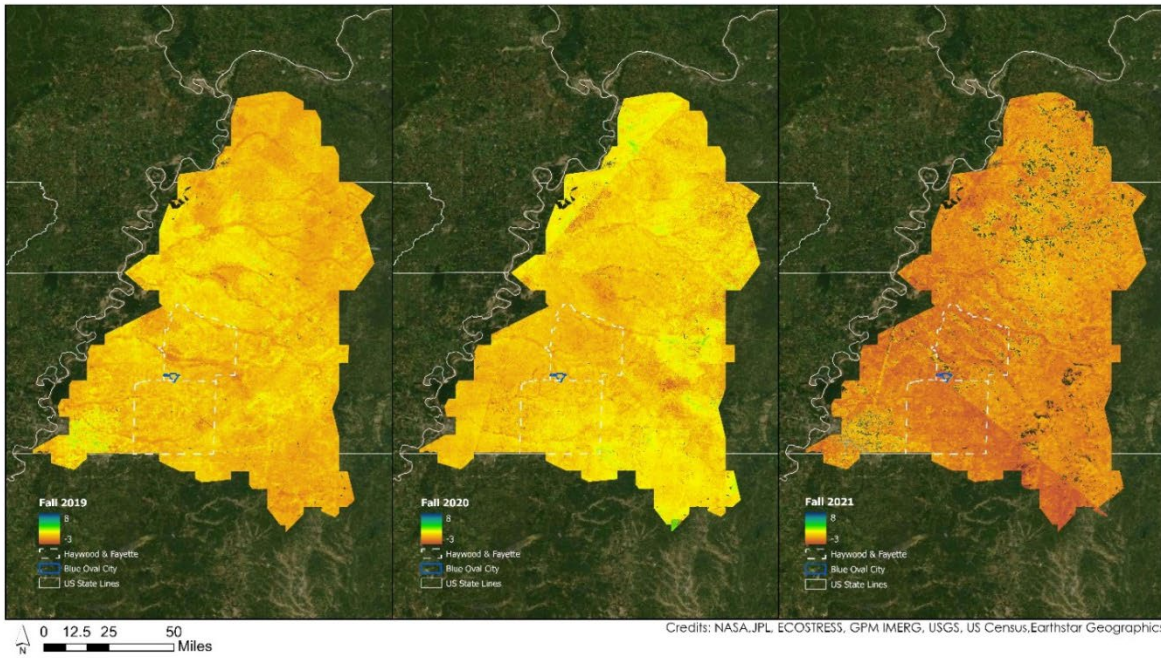 Fall 2019
8
-3
Haywood & Fayette
Blue Oval City
US State Lines
Fall 2020
8
-3
Haywood & Fayette
Blue Oval City
US State Lines
Fall 2021
8
-3
Haywood & Fayette
Blue Oval City
US State Lines
N
0 12.5 25 50
Miles
Credits: NASA,JPL, ECOSTRESS, GPM IMERG, USGS, US Census,Earthstar Geographics